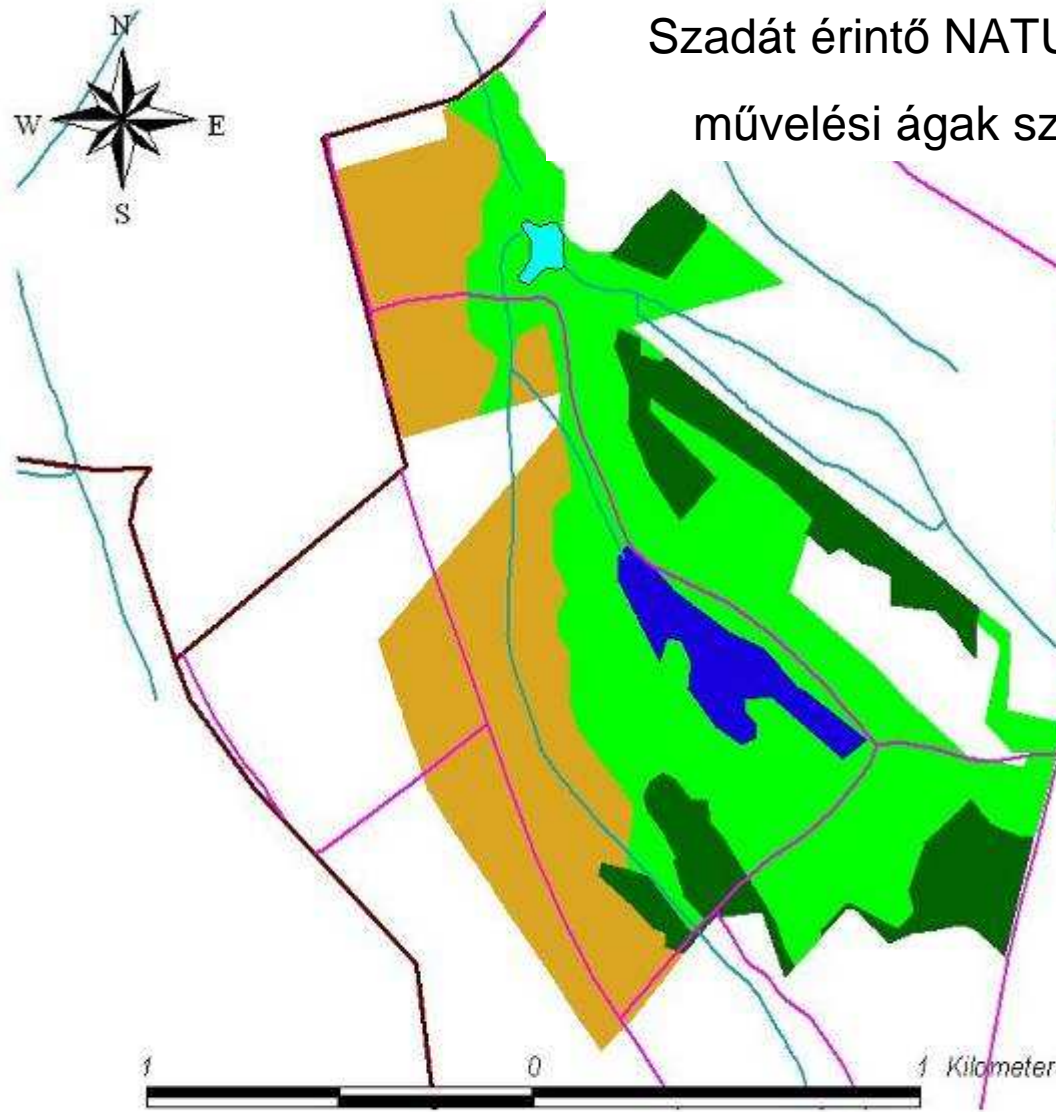 Szadát érintő NATU
művelési ágak sz
N
W E
S
1 0 1 Kilometer